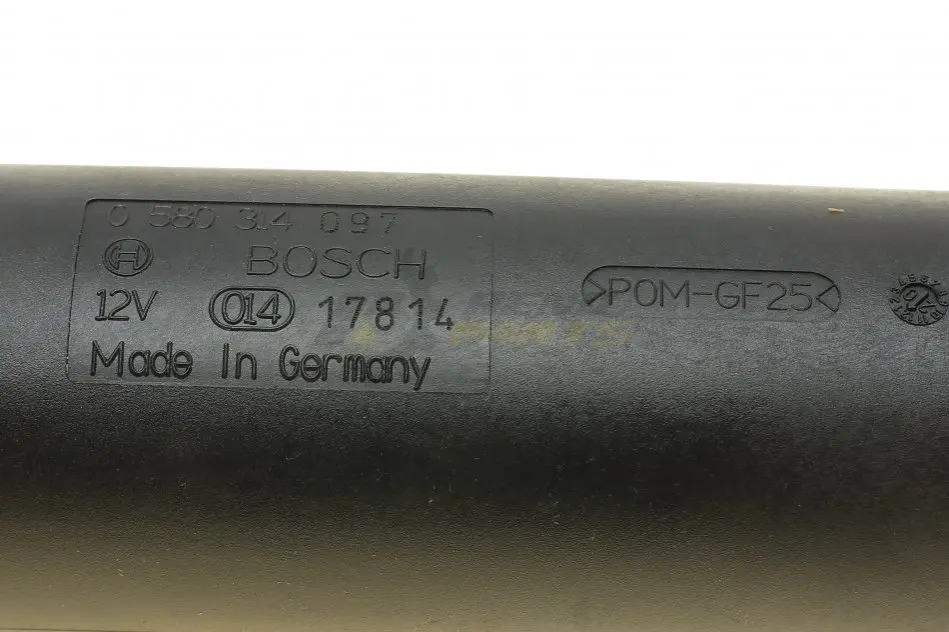 0 580 314 097
BOSCH
12V 014 17814
Made In Germany
>POM-GF25<